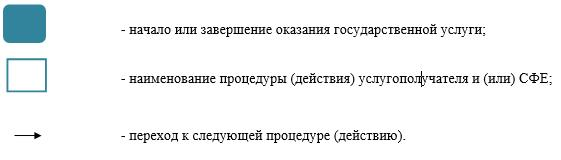 - начало или завершение оказания государственной услуги;
- наименование процедуры (действия) услугополучателя и (или) СФЕ;
- переход к следующей процедуре (действию).